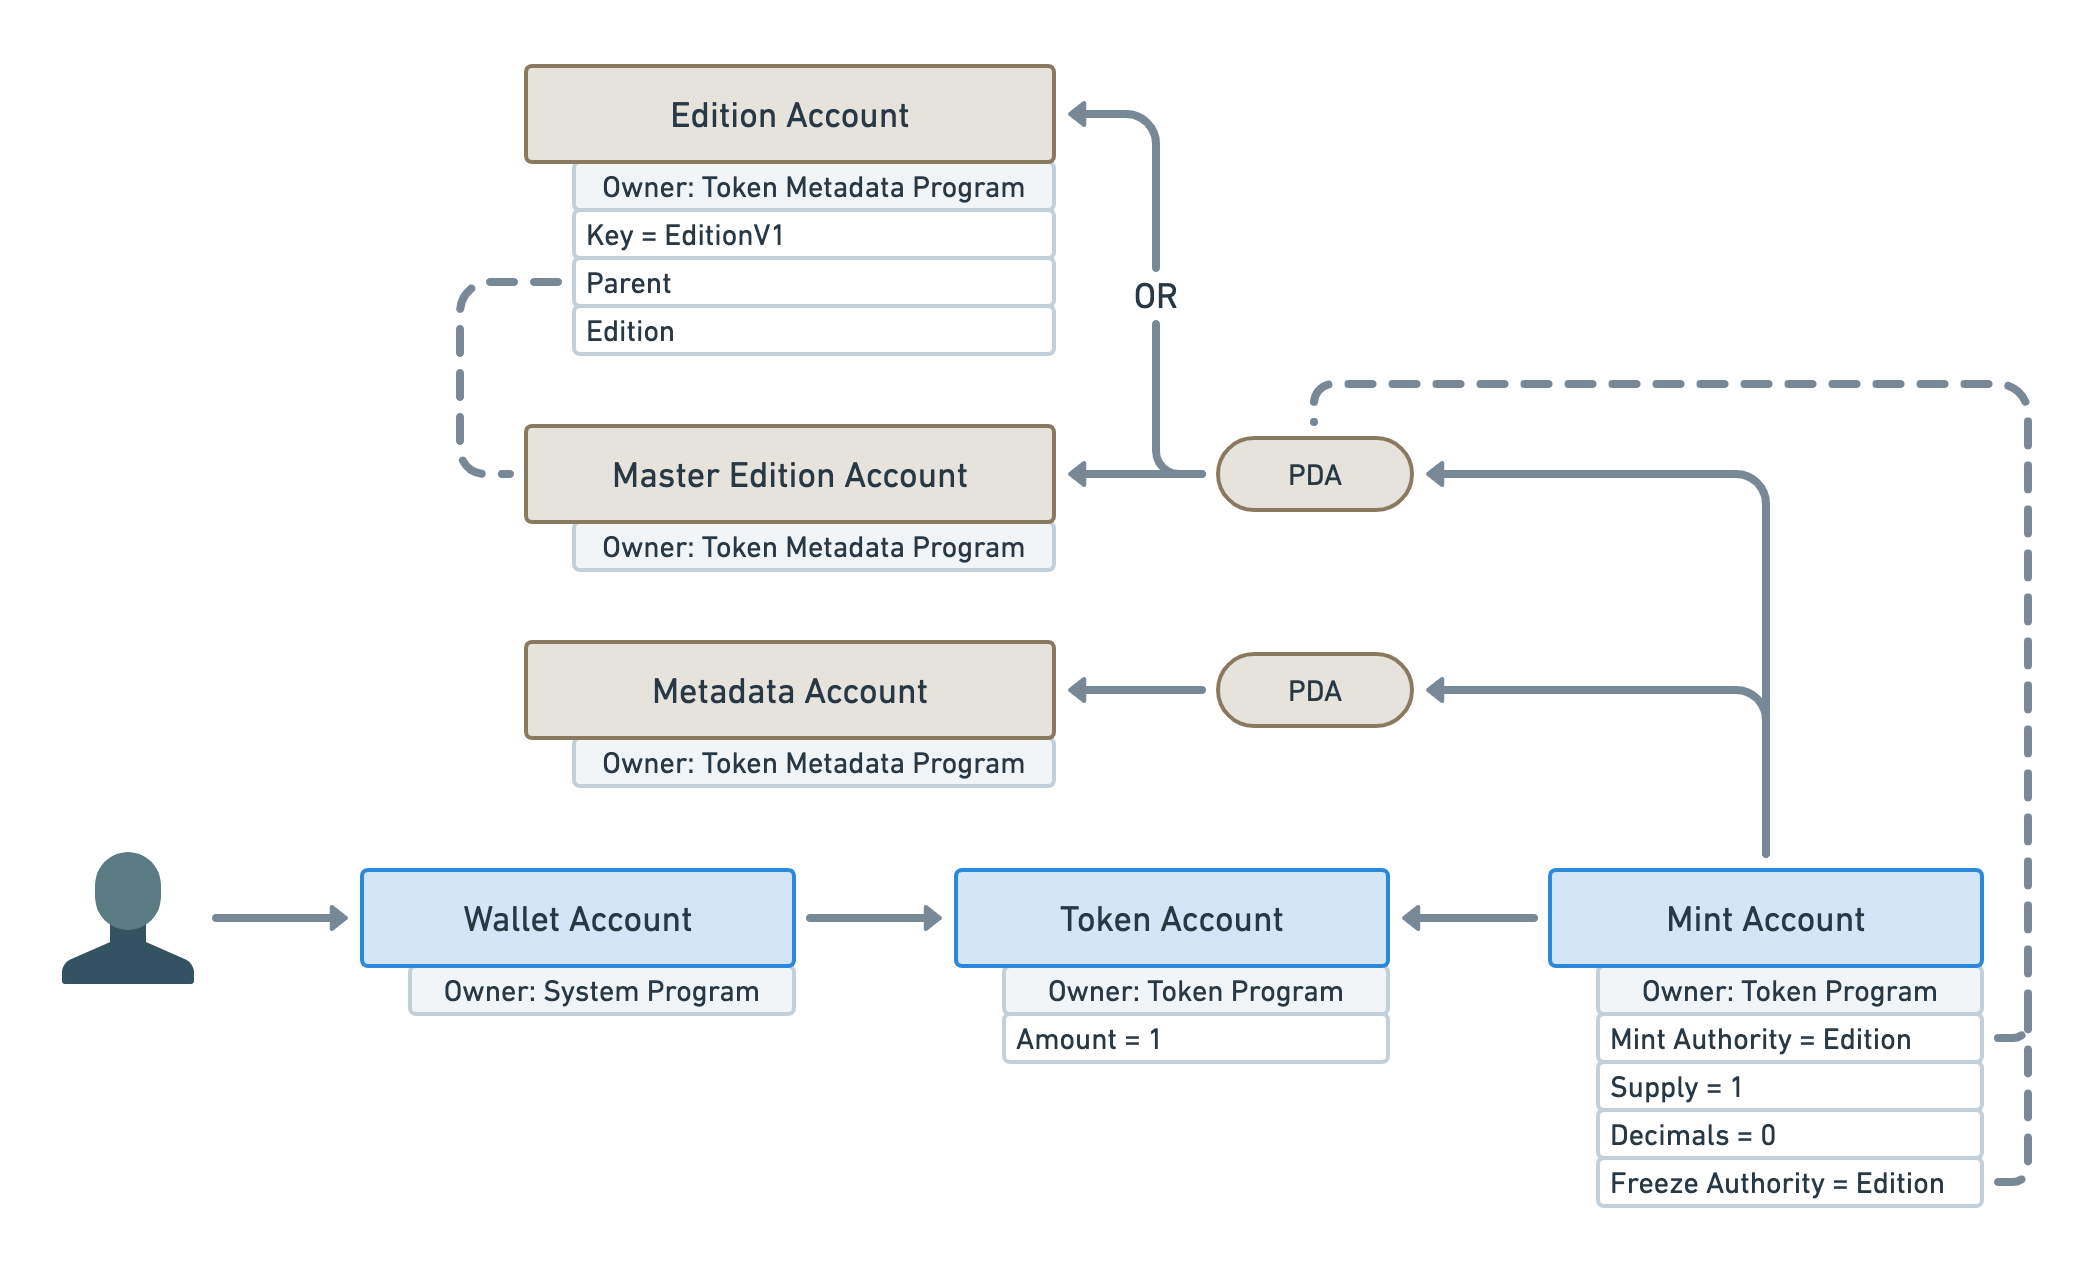 Edition Account
Owner: Token Metadata Program
Key = EditionV1
Parent
Edition
OR
Master Edition Account
Owner: Token Metadata Program
PDA
Metadata Account
Owner: Token Metadata Program
PDA
Wallet Account
Owner: System Program
Token Account
Owner: Token Program
Amount = 1
Mint Account
Owner: Token Program
Mint Authority = Edition
Supply = 1
Decimals = 0
Freeze Authority = Edition